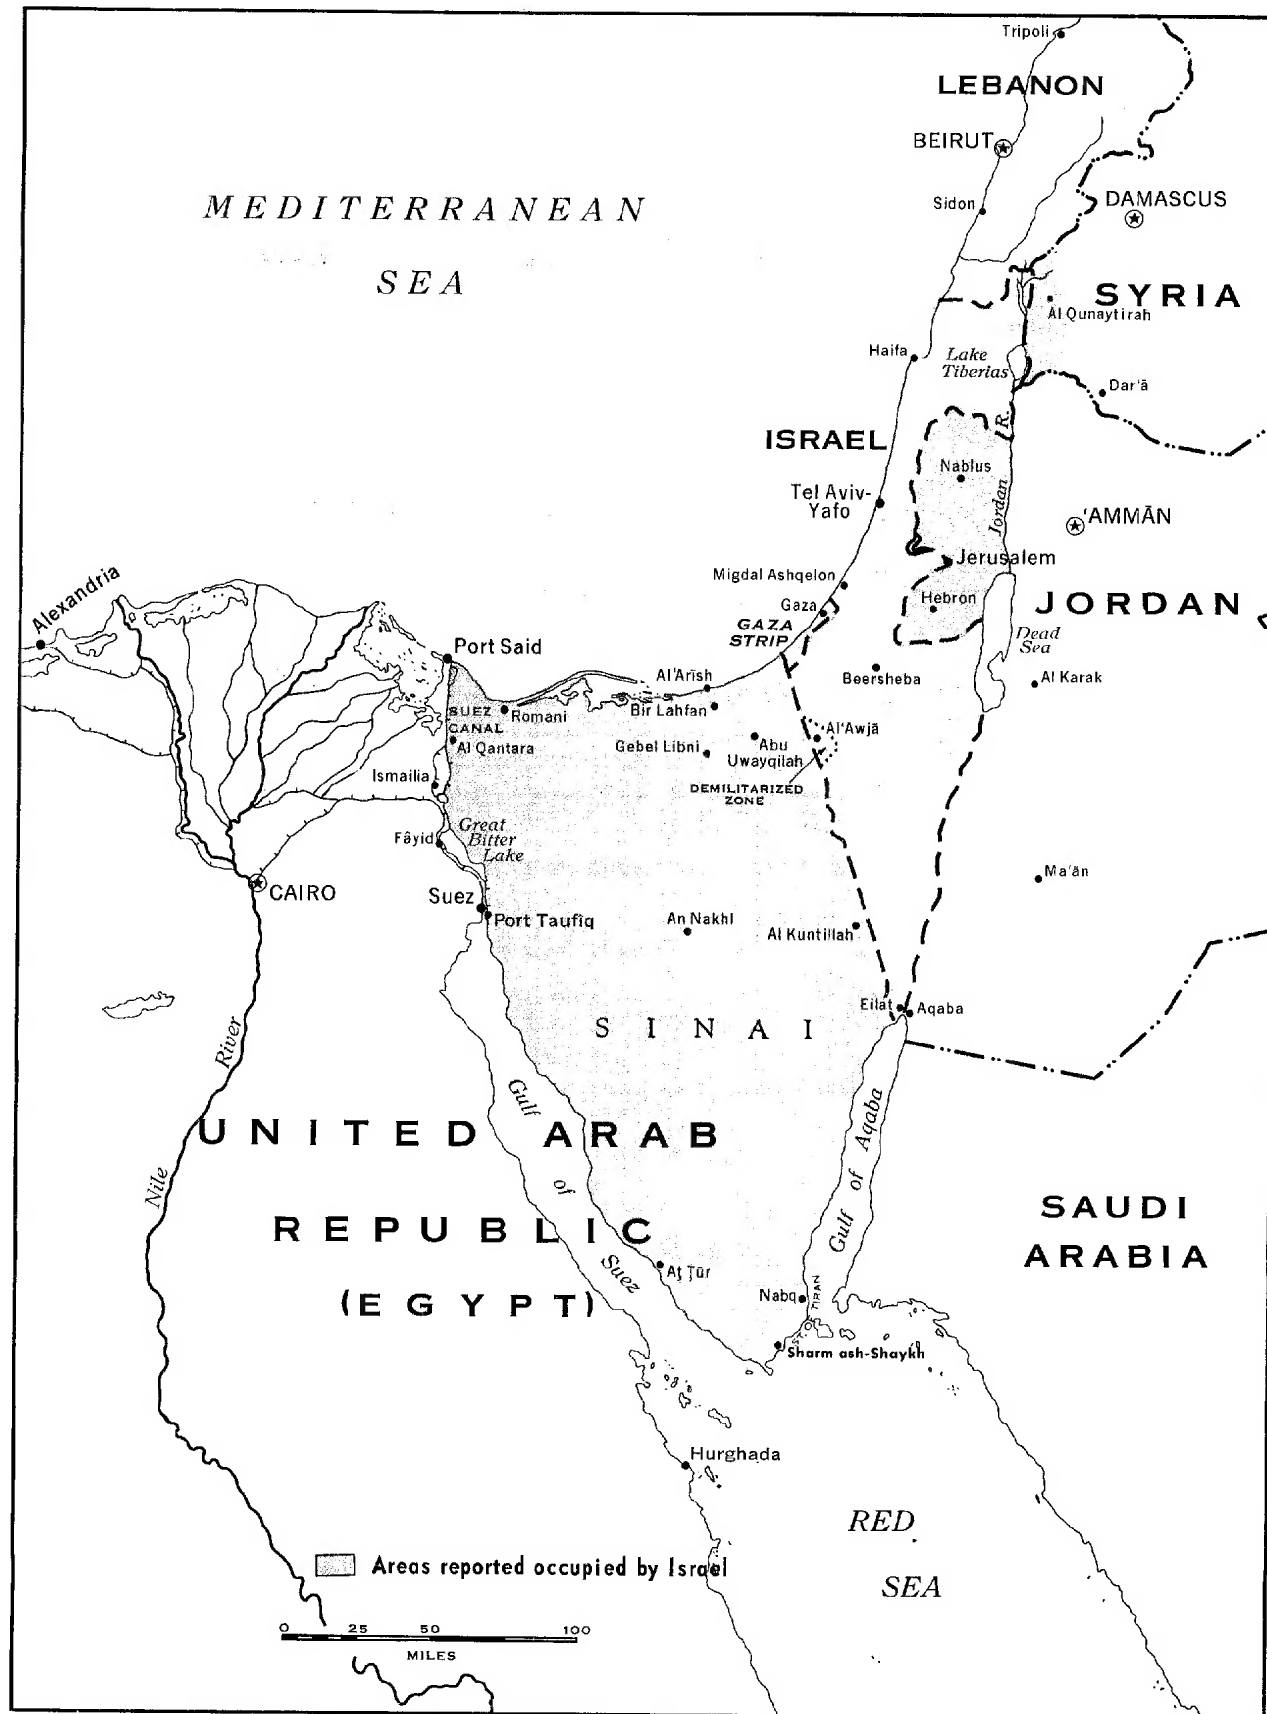 Tripoli
LEBANON
BEIRUT
MEDITERRANEAN
SEA
Sidon
DAMASCUS
SYRIA
Al Qunaytirah
Haifa
Lake
Tiberias
Dar'ā
ISRAEL
R.
Jordan
Nablus
Tel Aviv-
Yafo
'AMMĀN
Jerusalem
Migdal Ashqelon
Alexandria
Gaza
Hebron
JORDAN
GAZA
STRIP
Dead
Sea
Port Said
Al'Arīsh
Beersheba
Al Karak
SUEZ
CANAL
Romani
Bir Lahfan
Al'Awjā
Al Qantara
Gebel Libni
Abu
Uwayqilah
Ismailia
DEMILITARIZED
ZONE
Great
Bitter
Lake
Fâyid
Ma'ān
CAIRO
Suez
Port Taufîq
An Nakhl
Al Kuntillah
Eilat
Aqaba
SINAI
Nile
River
Gulf
of
Suez
Gulf of Aqaba
UNITED ARAB
REPUBLIC
(EGYPT)
SAUDI
ARABIA
Aţ Ţūr
Nabq
TIRAN
Sharm ash-Shaykh
Hurghada
RED
SEA
Areas reported occupied by Israel
0 25 50 100
MILES